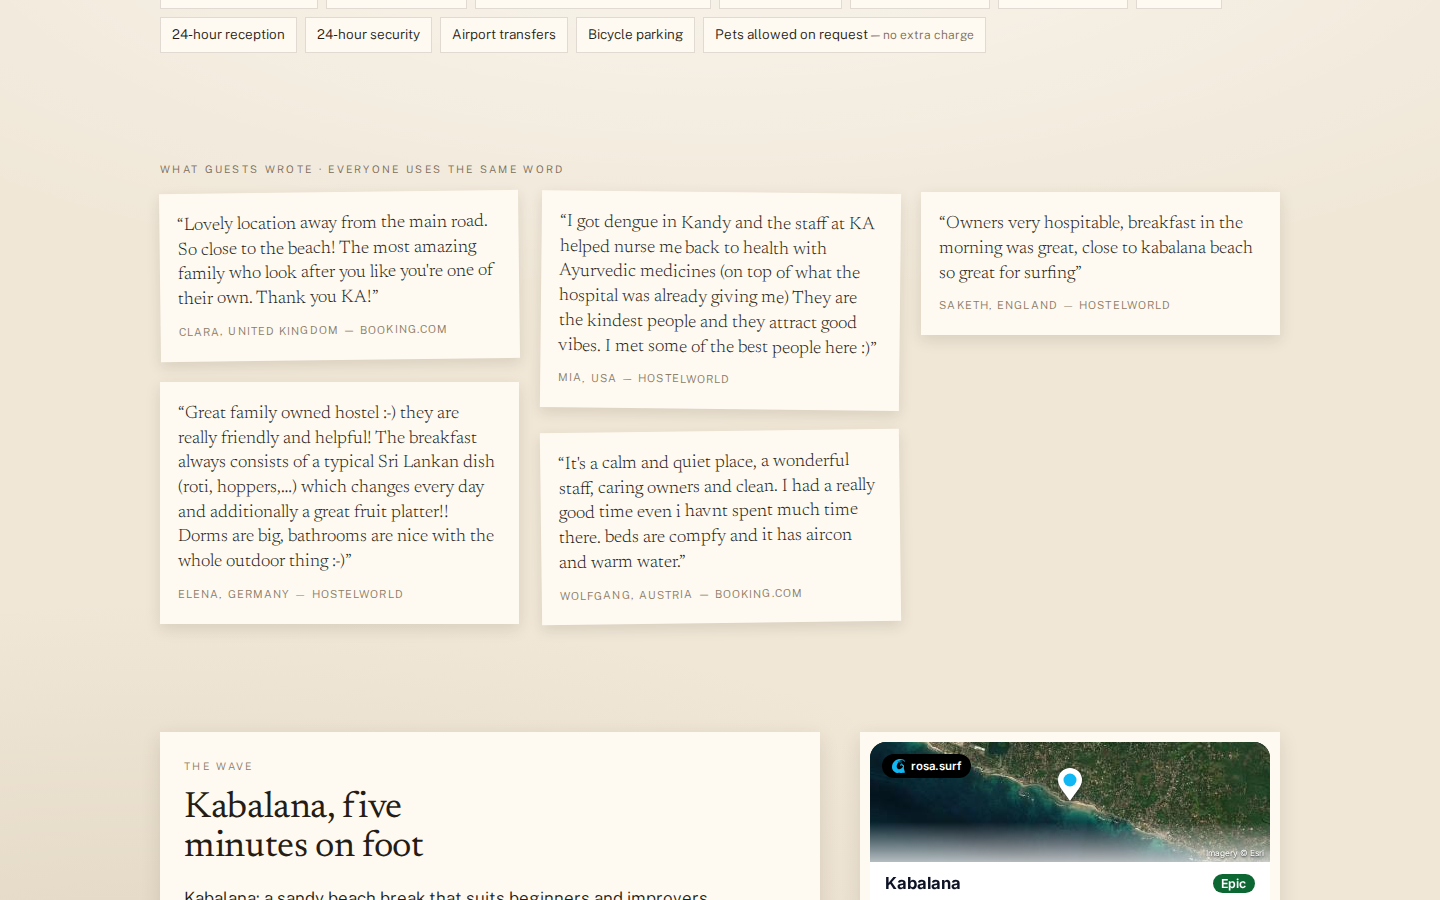 24-hour reception
24-hour security
Airport transfers
Bicycle parking
Pets allowed on request — no extra charge
WHAT GUESTS WROTE · EVERYONE USES THE SAME WORD
“Lovely location away from the main road.
So close to the beach! The most amazing
family who look after you like you're one of
their own. Thank you KA!”
CLARA, UNITED KINGDOM — BOOKING.COM
“Great family owned hostel :-) they are
really friendly and helpful! The breakfast
always consists of a typical Sri Lankan dish
(roti, hoppers,...) which changes every day
and additionally a great fruit platter!!
Dorms are big, bathrooms are nice with the
whole outdoor thing :-)”
ELENA, GERMANY — HOSTELWORLD
“I got dengue in Kandy and the staff at KA
helped nurse me back to health with
Ayurvedic medicines (on top of what the
hospital was already giving me) They are
the kindest people and they attract good
vibes. I met some of the best people here :)”
MIA, USA — HOSTELWORLD
“It's a calm and quiet place, a wonderful
staff, caring owners and clean. I had a really
good time even i havnt spent much time
there. beds are compfy and it has aircon
and warm water.”
WOLFGANG, AUSTRIA — BOOKING.COM
“Owners very hospitable, breakfast in the
morning was great, close to kabalana beach
so great for surfing”
SAKETH, ENGLAND — HOSTELWORLD
THE WAVE
Kabalana, five
minutes on foot
Kabalana: a sandy beach break that suits beginners and improvers,
rosa.surf
Imagery © Esri
Kabalana
Epic